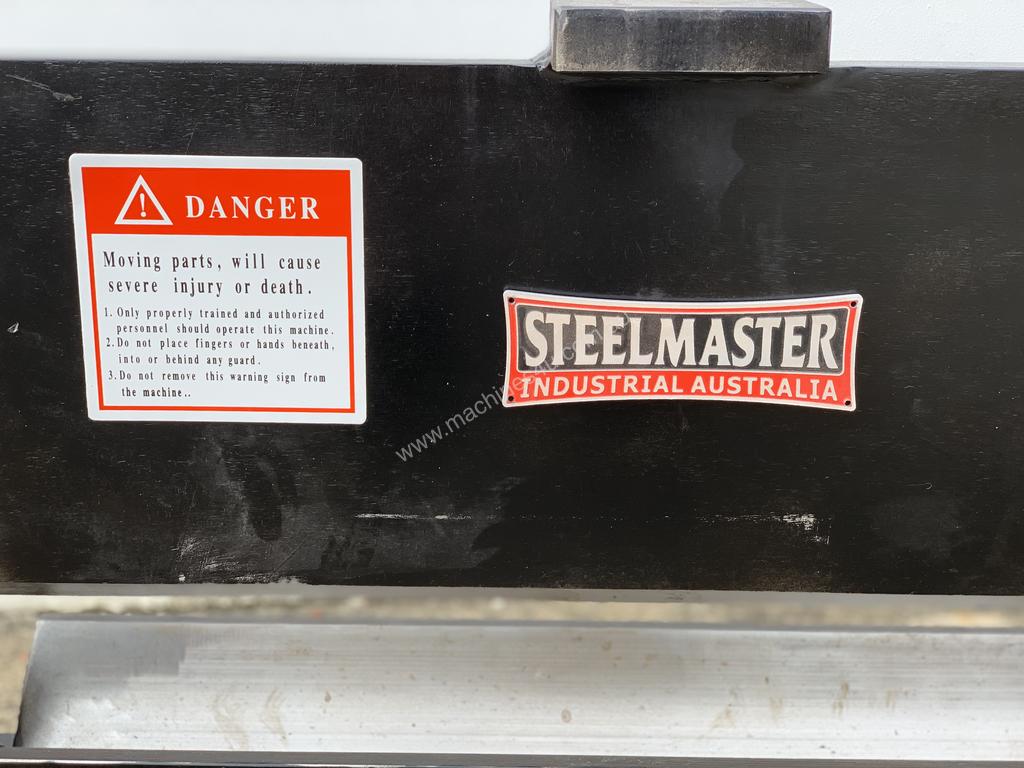 DANGER
Moving parts, will cause
severe injury or death.
1. Only properly trained and authorized
personnel should operate this machine.
2. Do not place fingers or hands beneath,
into or behind any guard.
3. Do not remove this warning sign from
the machine..
STEELMASTER
INDUSTRIAL AUSTRALIA